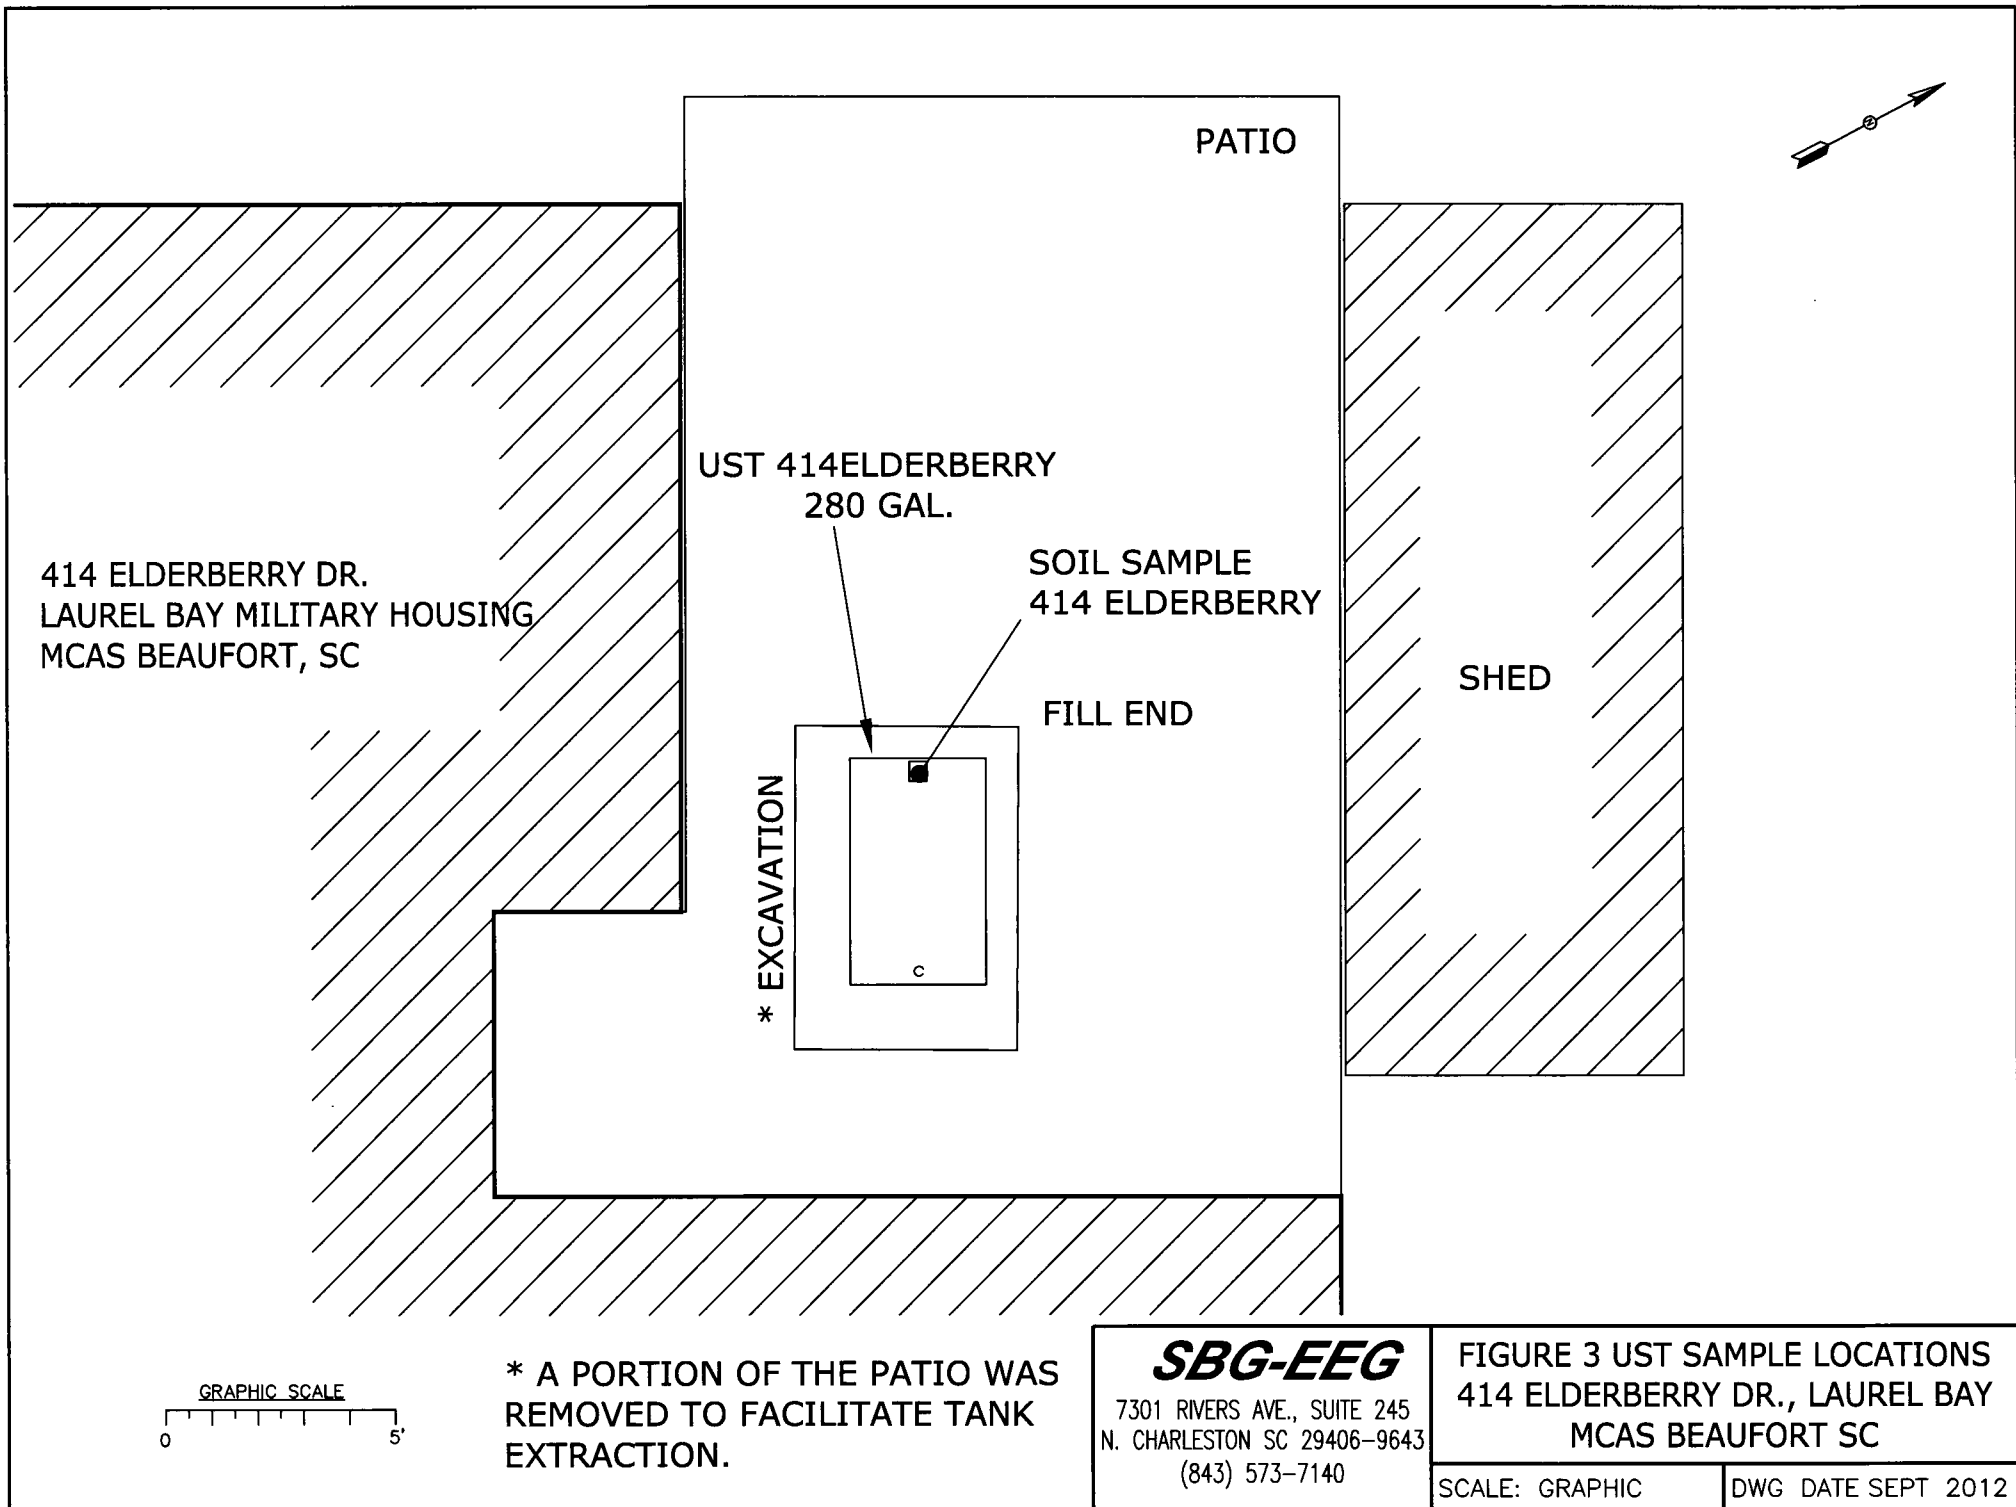 PATIO
N
UST 414ELDERBERRY
280 GAL.
SOIL SAMPLE
414 ELDERBERRY
414 ELDERBERRY DR.
LAUREL BAY MILITARY HOUSING
MCAS BEAUFORT, SC
SHED
FILL END
* EXCAVATION
C
GRAPHIC SCALE
0 5'
* A PORTION OF THE PATIO WAS
REMOVED TO FACILITATE TANK
EXTRACTION.
SBG-EEG
7301 RIVERS AVE., SUITE 245
N. CHARLESTON SC 29406-9643
(843) 573-7140
FIGURE 3 UST SAMPLE LOCATIONS
414 ELDERBERRY DR., LAUREL BAY
MCAS BEAUFORT SC
SCALE: GRAPHIC
DWG DATE SEPT 2012